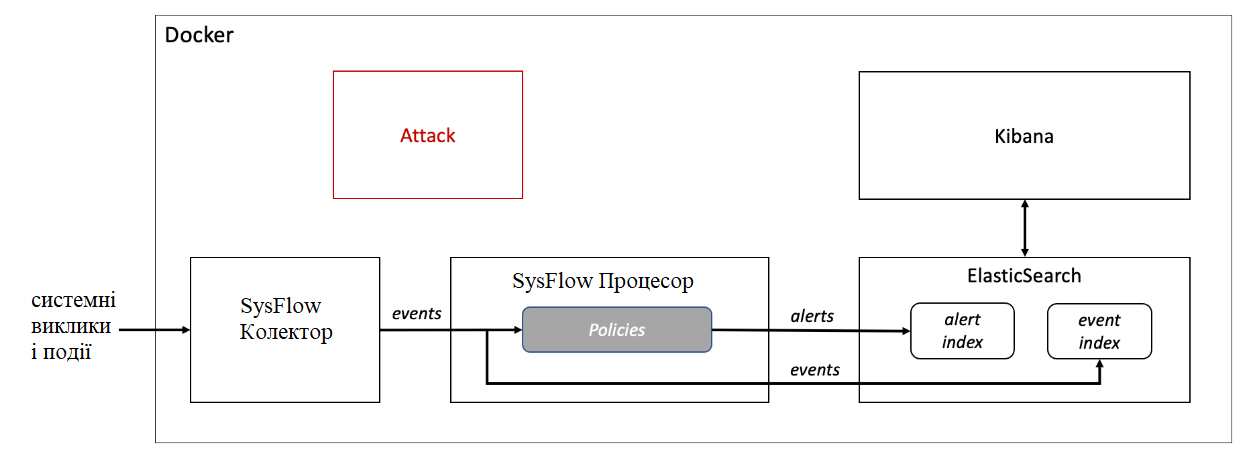 Docker
Attack
Kibana
системні
виклики
і події
SysFlow
Колектор
events
SysFlow Процесор
Policies
alerts
events
ElasticSearch
alert
index
event
index